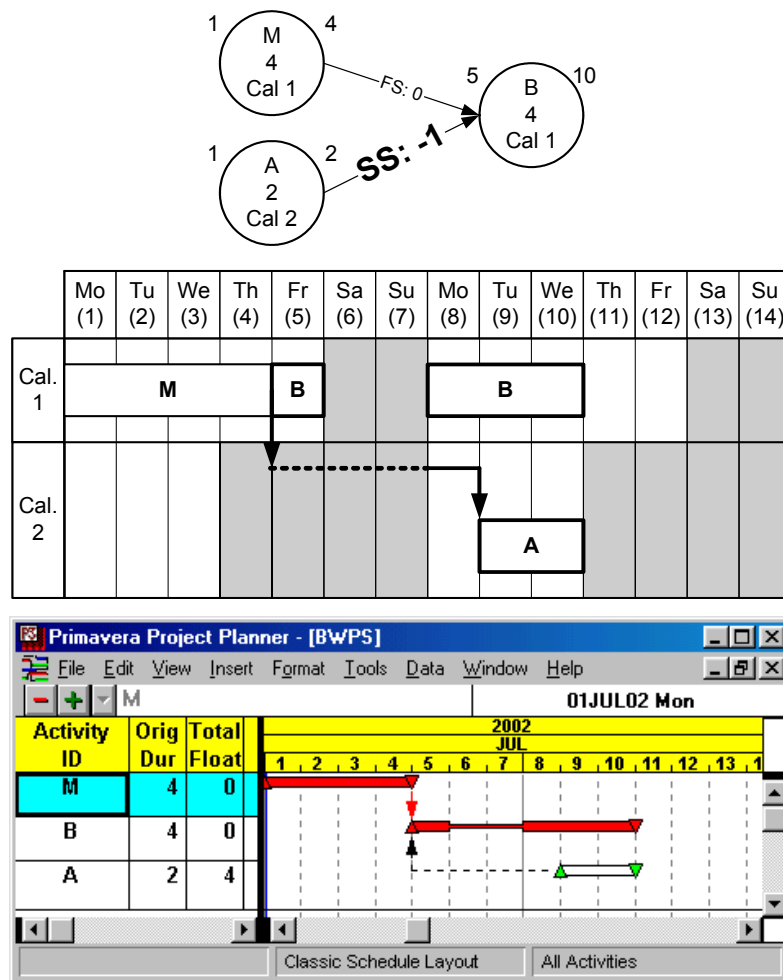 1 M 4
4
Cal 1
FS: 0
5 B 10
4
Cal 1
1 A 2
2
Cal 2
SS: -1
Mo Tu We Th Fr Sa Su Mo Tu We Th Fr Sa Su
(1) (2) (3) (4) (5) (6) (7) (8) (9) (10) (11) (12) (13) (14)
Cal. 1
M B B
Cal. 2
A
Primavera Project Planner - [BWPS]
File Edit View Insert Format Tools Data Window Help
M 01JUL02 Mon
Activity ID Orig Dur Total Float
2002
JUL
1 2 3 4 5 6 7 8 9 10 11 12 13 1
M 4 0
B 4 0
A 2 4
Classic Schedule Layout All Activities